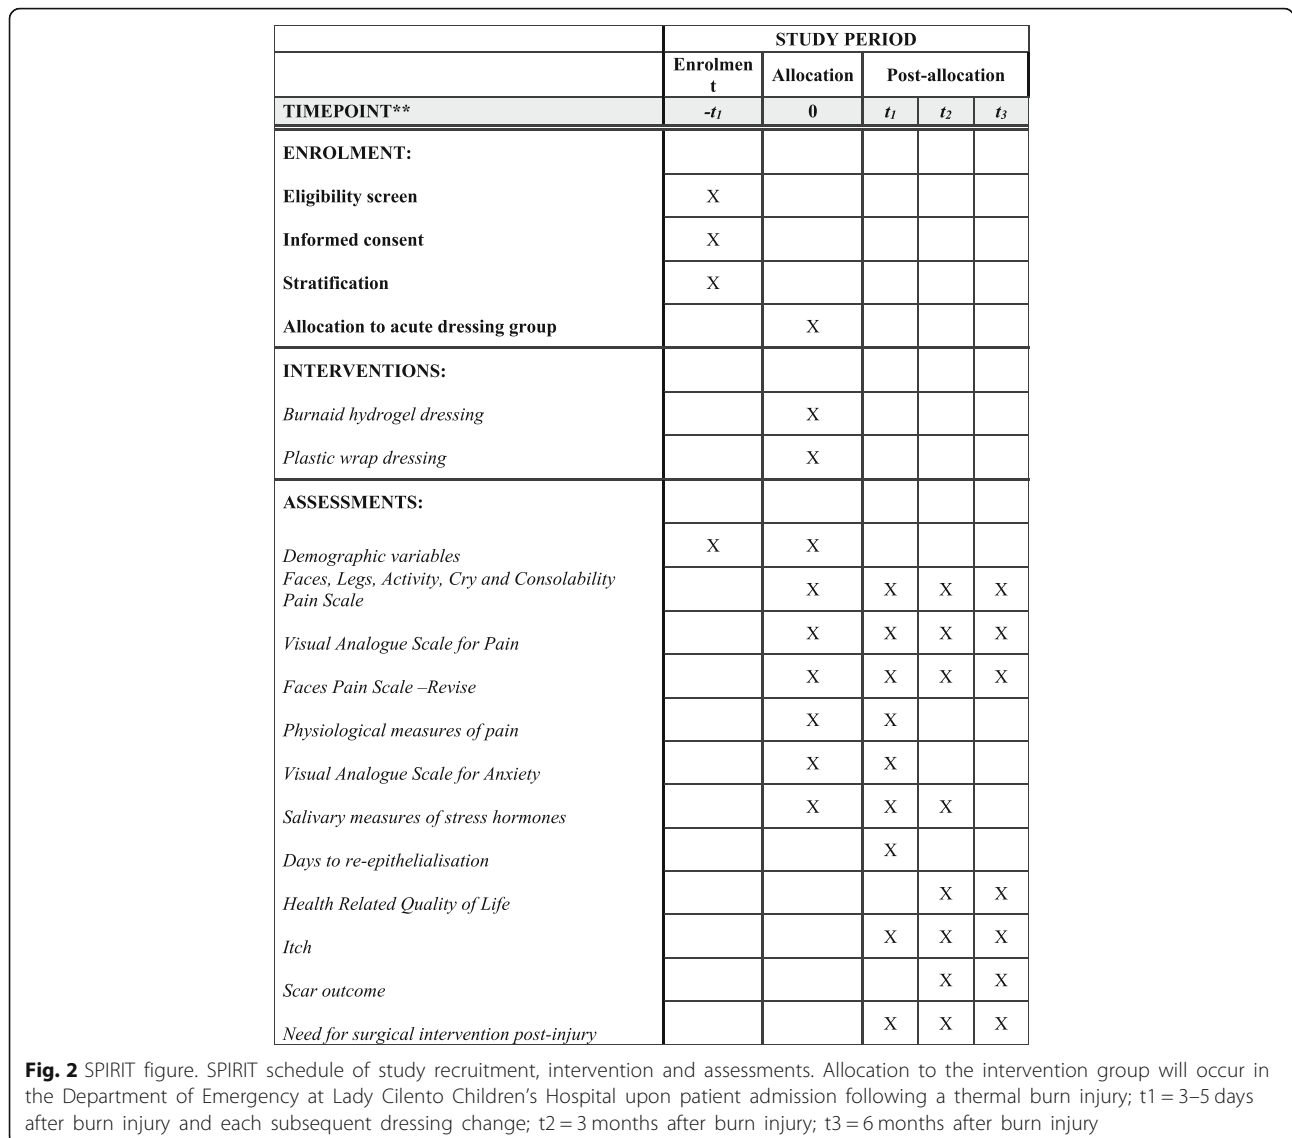 STUDY PERIOD
Enrolmen
t
Allocation
Post-allocation
TIMEPOINT** -t1 0 t1 t2 t3
ENROLMENT:
Eligibility screen X
Informed consent X
Stratification X
Allocation to acute dressing group X
INTERVENTIONS:
Burnaid hydrogel dressing X
Plastic wrap dressing X
ASSESSMENTS:
Demographic variables X X
Faces, Legs, Activity, Cry and Consolability
Pain Scale X X X X
Visual Analogue Scale for Pain X X X X
Faces Pain Scale –Revise X X X X
Physiological measures of pain X X
Visual Analogue Scale for Anxiety X X
Salivary measures of stress hormones X X X
Days to re-epithelialisation X
Health Related Quality of Life X X
Itch X X X
Scar outcome X X
Need for surgical intervention post-injury X X X
Fig. 2 SPIRIT figure. SPIRIT schedule of study recruitment, intervention and assessments. Allocation to the intervention group will occur in
the Department of Emergency at Lady Cilento Children's Hospital upon patient admission following a thermal burn injury; t1 = 3–5 days
after burn injury and each subsequent dressing change; t2 = 3 months after burn injury; t3 = 6 months after burn injury